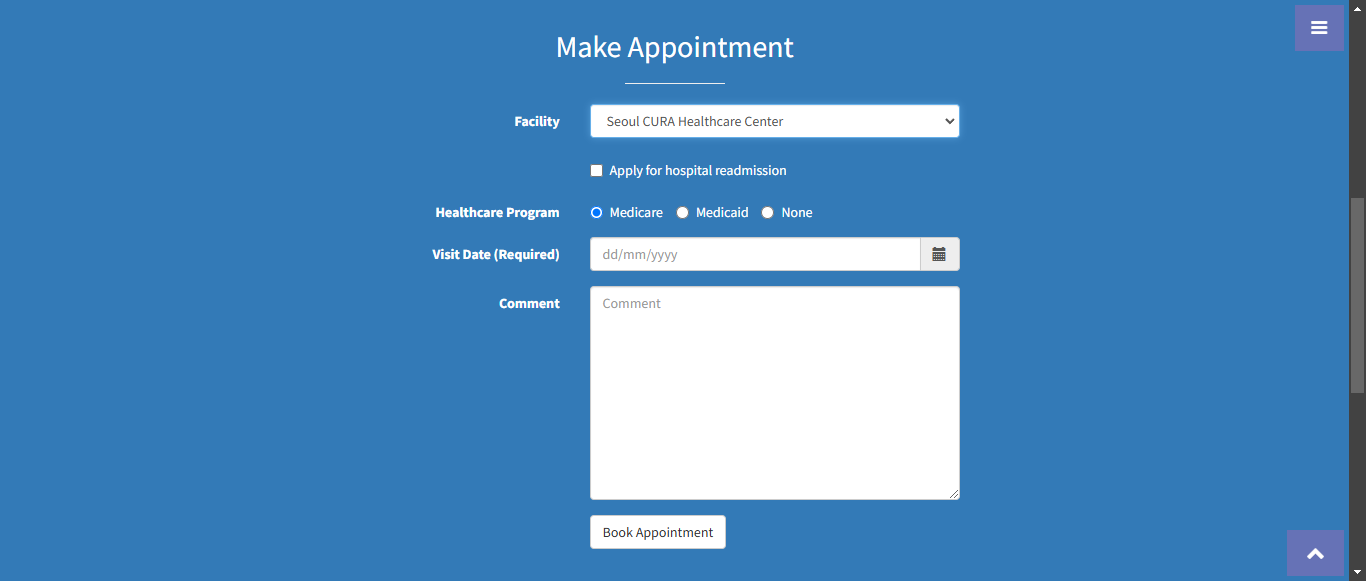 Make Appointment
Facility
Seoul CURA Healthcare Center
Apply for hospital readmission
Healthcare Program
Medicare Medicaid None
Visit Date (Required)
dd/mm/yyyy
Comment
Comment
Book Appointment